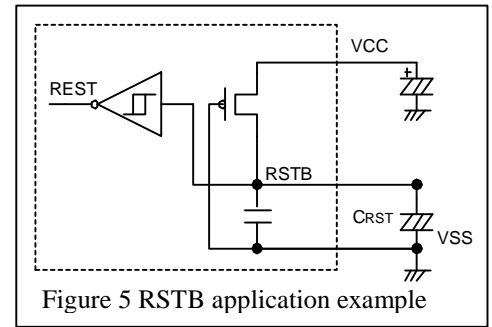 VCC
REST
RSTB
CRST
VSS
+
Figure 5 RSTB application example